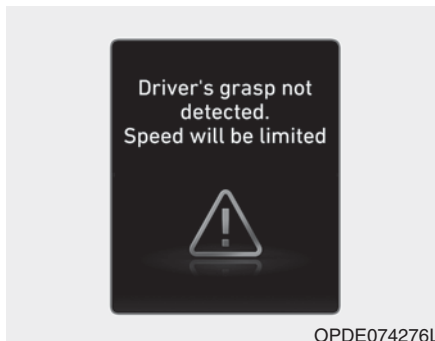 Driver's grasp not
detected.
Speed will be limited
OPDE074276L